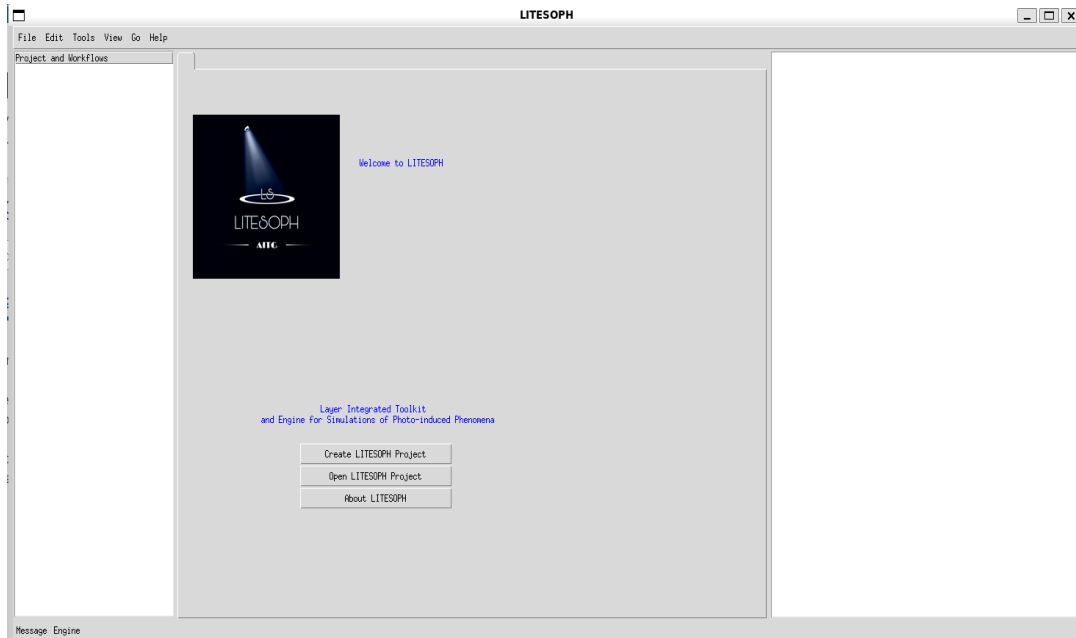 LITESOPH
File Edit Tools View Go Help
Project and Workflows
LS
LITESOPH
AITG
Welcome to LITESOPH
Layer Integrated Toolkit
and Engine for Simulations of Photo-induced Phenomena
Create LITESOPH Project
Open LITESOPH Project
About LITESOPH
Message Engine